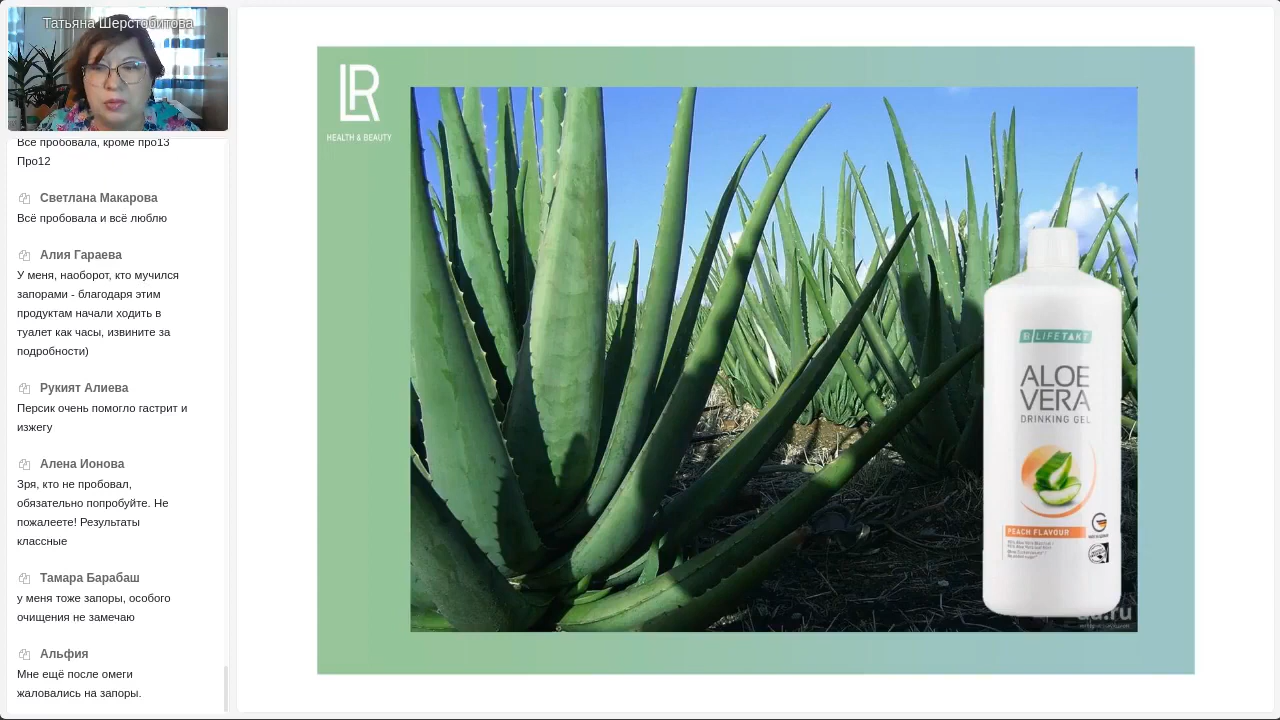 Татьяна Шерстобитова
Все пробовала, кроме про13
Про12
Светлана Макарова
Всё пробовала и всё люблю
Алия Гараева
У меня, наоборот, кто мучился
запорами - благодаря этим
продуктам начали ходить в
туалет как часы, извините за
подробности)
Рукият Алиева
Персик очень помогло гастрит и
изжегу
Алена Ионова
Зря, кто не пробовал,
обязательно попробуйте. Не
пожалеете! Результаты
классные
Тамара Барабаш
у меня тоже запоры, особого
очищения не замечаю
Альфия
Мне ещё после омеги
жаловались на запоры.
LR
HEALTH & BEAUTY
LR LIFETAKT
ALOE
VERA
DRINKING GEL
PEACH FLAVOUR